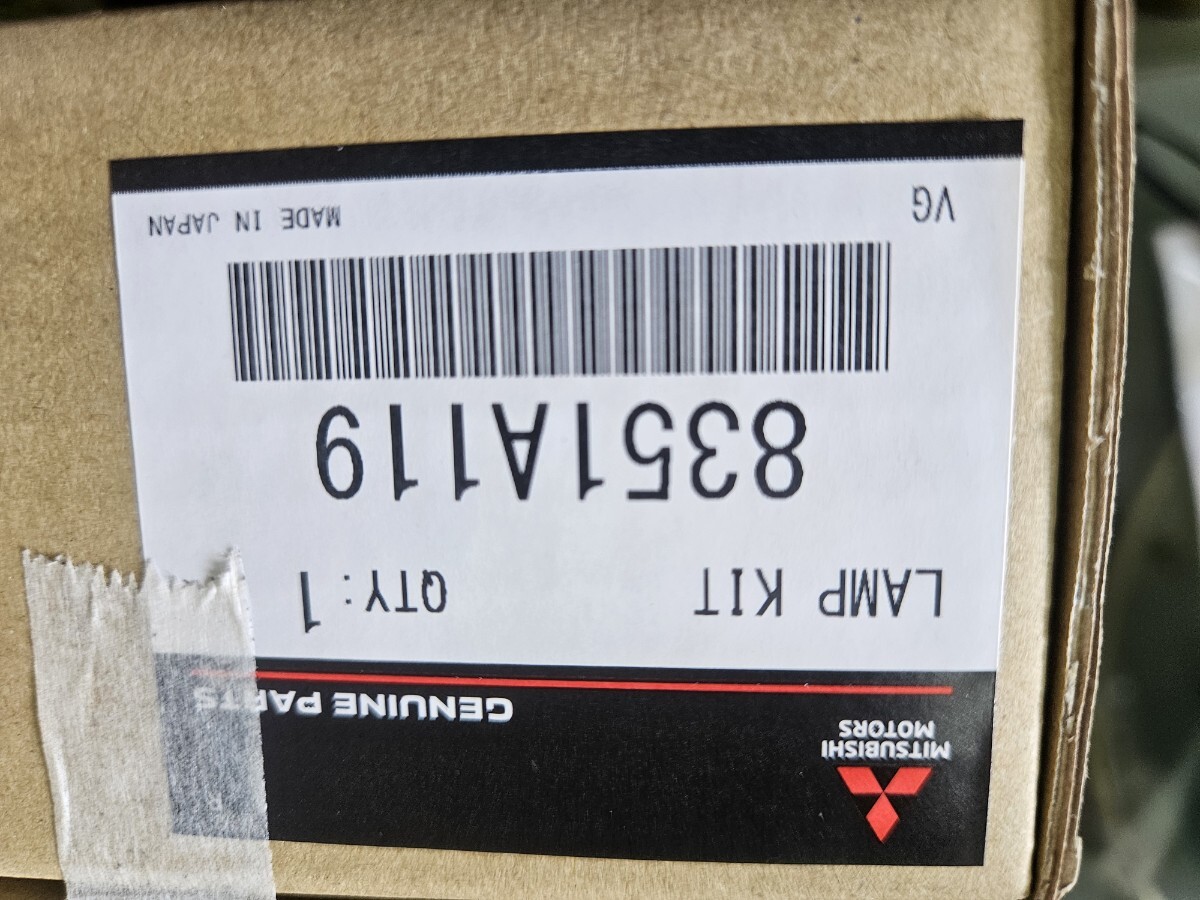 MITSUBISHI
MOTORS
GENUINE PARTS
LAMP KIT QTY: 1
8351A119
VG MADE IN JAPAN